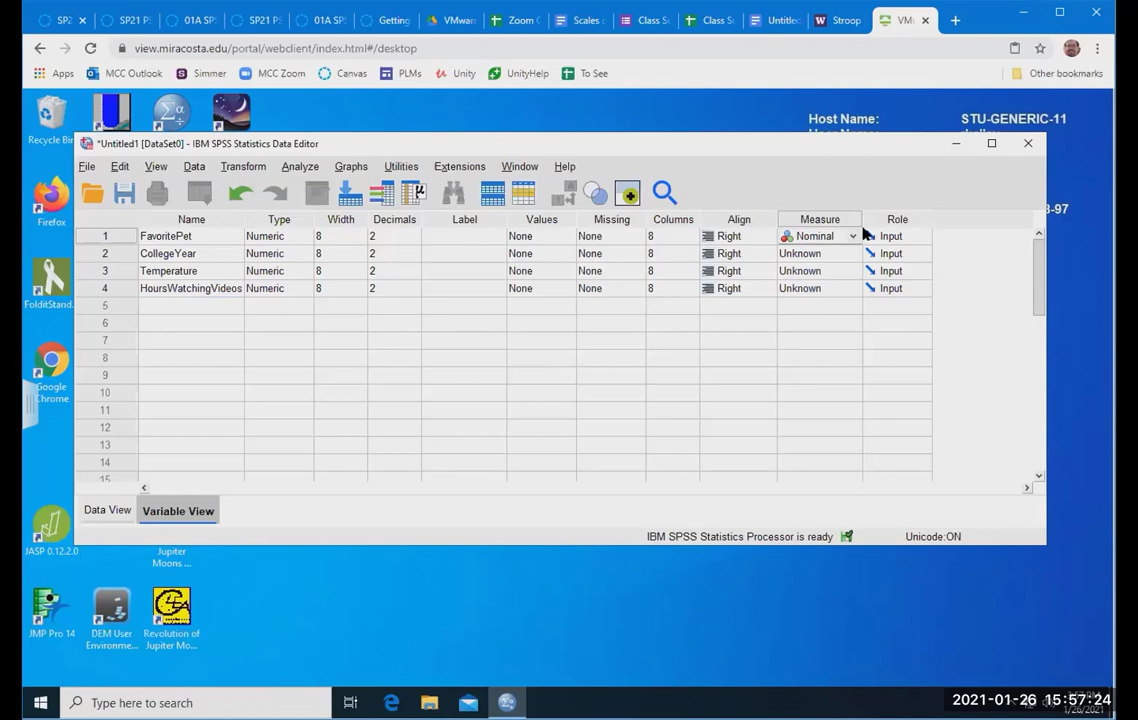 SP2 SP21 P 01A SP SP21 P 01A SP Getting VMwar Zoom C Scales c Class S Class S Untitle Stroop VM
view.miracosta.edu/portal/webclient/index.html#/desktop
Apps MCC Outlook Simmer MCC Zoom Canvas PLMs Unity UnityHelp To See Other bookmarks
Host Name: STU-GENERIC-11
Recycle Bin
*Untitled1 [DataSet0] - IBM SPSS Statistics Data Editor
File Edit View Data Transform Analyze Graphs Utilities Extensions Window Help
Firefox
Name Type Width Decimals Label Values Missing Columns Align Measure Role
1 FavoritePet Numeric 8 2 None None 8 Right Nominal Input
2 CollegeYear Numeric 8 2 None None 8 Right Unknown Input
3 Temperature Numeric 8 2 None None 8 Right Unknown Input
4 HoursWatchingVideos Numeric 8 2 None None 8 Right Unknown Input
5
6
7
8
9
10
11
12
13
14
15
FolditStand...
Google
Chrome
Data View Variable View
IBM SPSS Statistics Processor is ready Unicode:ON
JASP 0.12.2.0
Jupiter
Moons ...
JMP Pro 14
DEM User
Environme...
Revolution of
Jupiter Mo...
Type here to search
2021-01-26 15:57:24
1/26/2021